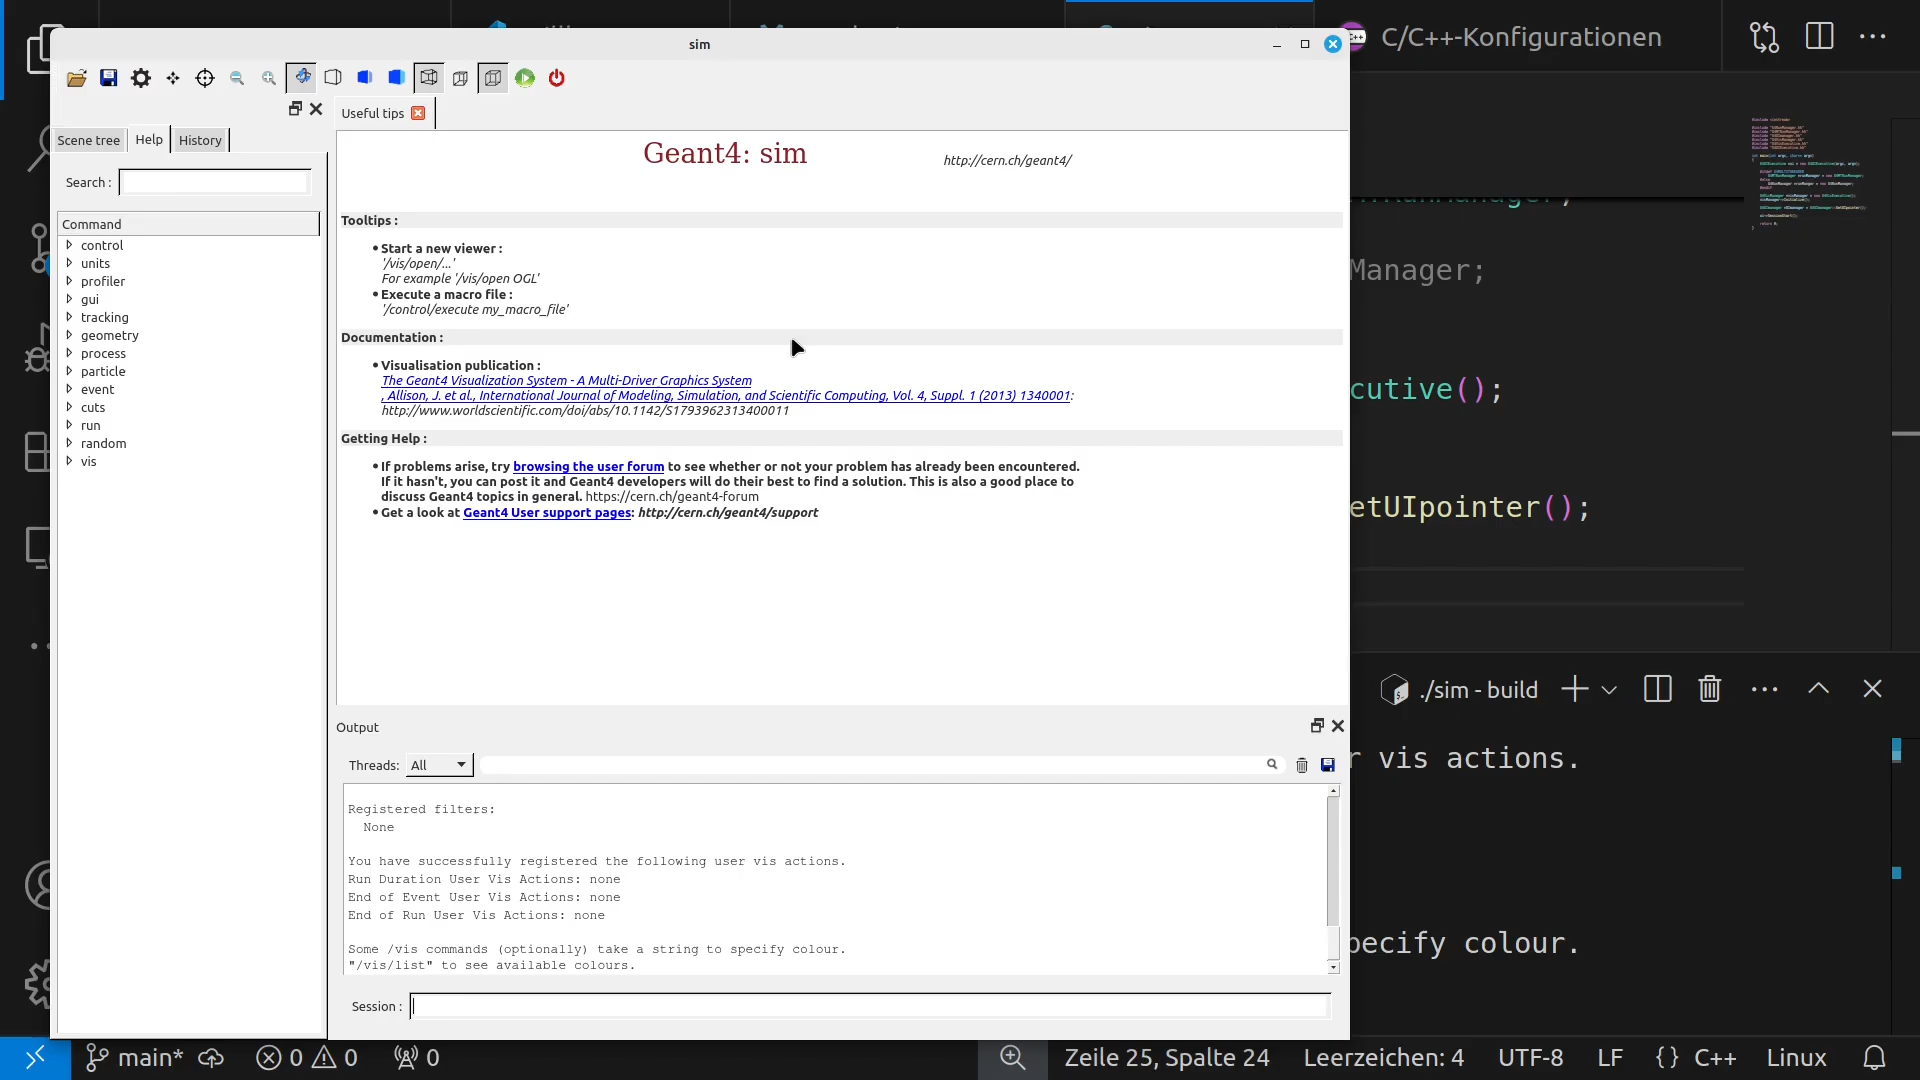 sim
C/C++-Konfigurationen
Useful tips
Scene tree
Help
History
Search :
Command
control
units
profiler
gui
tracking
geometry
process
particle
event
cuts
run
random
vis
Geant4: sim
http://cern.ch/geant4/
Tooltips :
Start a new viewer :
'/vis/open/...'
For example '/vis/open OGL'
Execute a macro file :
'/control/execute my_macro_file'
Documentation :
Visualisation publication :
The Geant4 Visualization System - A Multi-Driver Graphics System
, Allison, J. et al., International Journal of Modeling, Simulation, and Scientific Computing, Vol. 4, Suppl. 1 (2013) 1340001:
http://www.worldscientific.com/doi/abs/10.1142/S1793962313400011
Getting Help :
If problems arise, try browsing the user forum to see whether or not your problem has already been encountered.
If it hasn't, you can post it and Geant4 developers will do their best to find a solution. This is also a good place to
discuss Geant4 topics in general. https://cern.ch/geant4-forum
Get a look at Geant4 User support pages: http://cern.ch/geant4/support
Output
Threads: All
Registered filters:
None
You have successfully registered the following user vis actions.
Run Duration User Vis Actions: none
End of Event User Vis Actions: none
End of Run User Vis Actions: none
Some /vis commands (optionally) take a string to specify colour.
"/vis/list" to see available colours.
Session :
Manager;
cutive();
etUIpointer();
./sim - build
r vis actions.
pecify colour.
main* 0 0 0
Zeile 25, Spalte 24
Leerzeichen: 4
UTF-8
LF
{} C++
Linux